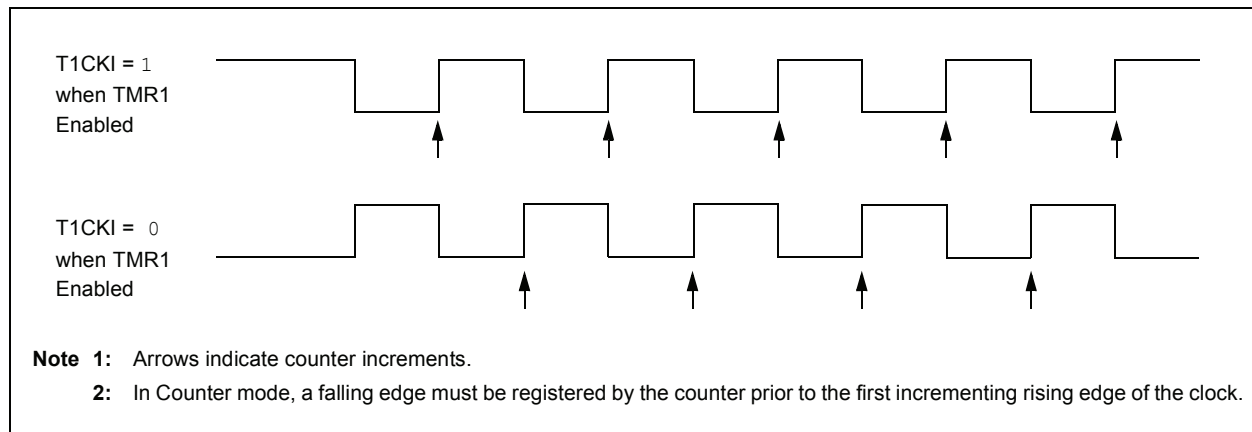 T1CKI = 1
when TMR1
Enabled
T1CKI = 0
when TMR1
Enabled
Note 1: Arrows indicate counter increments.
2: In Counter mode, a falling edge must be registered by the counter prior to the first incrementing rising edge of the clock.